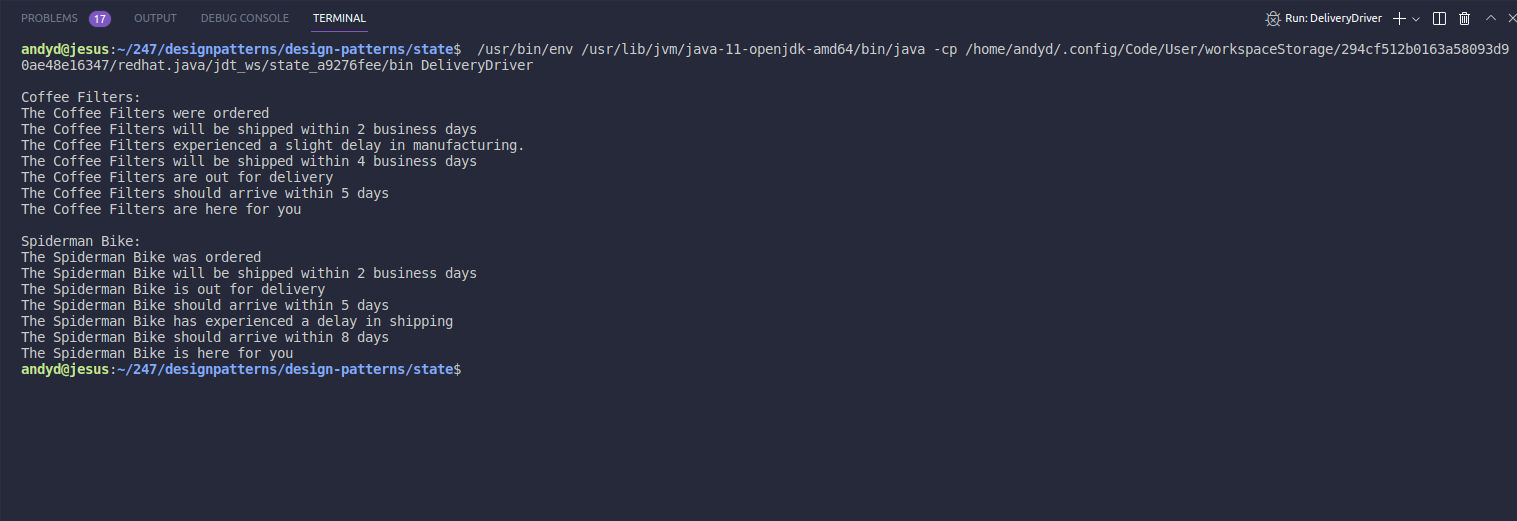 PROBLEMS 17 OUTPUT DEBUG CONSOLE TERMINAL Run: DeliveryDriver
andyd@jesus:~/247/designpatterns/design-patterns/state$ /usr/bin/env /usr/lib/jvm/java-11-openjdk-amd64/bin/java -cp /home/andyd/.config/Code/User/workspaceStorage/294cf512b0163a58093d9
0ae48e16347/redhat.java/jdt_ws/state_a9276fee/bin DeliveryDriver
Coffee Filters:
The Coffee Filters were ordered
The Coffee Filters will be shipped within 2 business days
The Coffee Filters experienced a slight delay in manufacturing.
The Coffee Filters will be shipped within 4 business days
The Coffee Filters are out for delivery
The Coffee Filters should arrive within 5 days
The Coffee Filters are here for you
Spiderman Bike:
The Spiderman Bike was ordered
The Spiderman Bike will be shipped within 2 business days
The Spiderman Bike is out for delivery
The Spiderman Bike should arrive within 5 days
The Spiderman Bike has experienced a delay in shipping
The Spiderman Bike should arrive within 8 days
The Spiderman Bike is here for you
andyd@jesus:~/247/designpatterns/design-patterns/state$